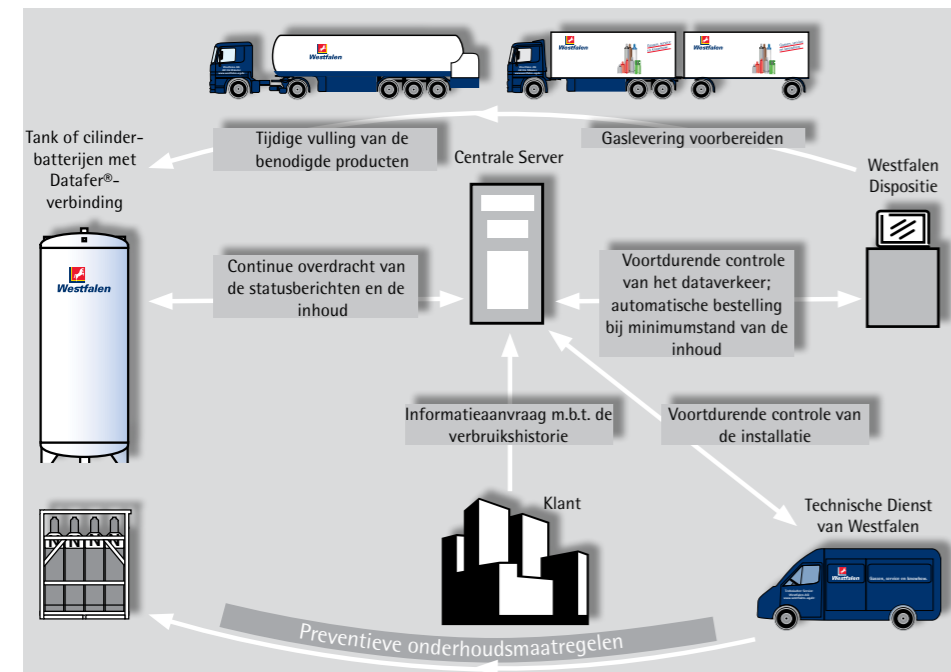 Westfalen
Westfalen
Westfalen
Tank of cilinder-
batterijen met
Datafer®-
verbinding
Tijdige vulling van de
benodigde producten
Gaslevering voorbereiden
Centrale Server
Westfalen
Dispositie
Westfalen
Continue overdracht van
de statusberichten en de
inhoud
Voortdurende controle
van het dataverkeer;
automatische bestelling
bij minimumstand van de
inhoud
Informatieaanvraag m.b.t. de
verbruikshistorie
Voortdurende controle van
de installatie
Klant
Technische Dienst
van Westfalen
Westfalen
Preventieve onderhoudsmaatregelen